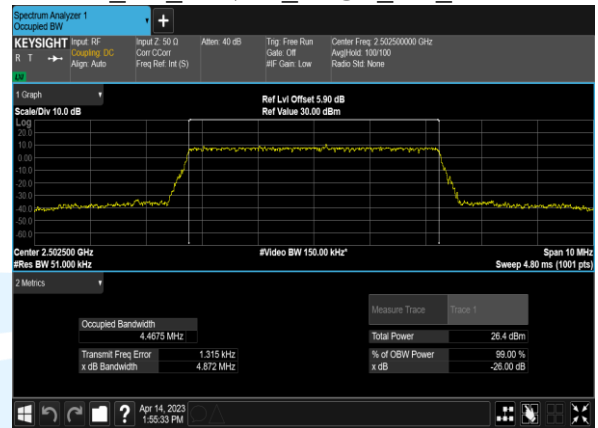 Spectrum Analyzer 1
Occupied BW
KEYSIGHT Input: RF Input Z: 50 Ω Atten: 40 dB Trig: Free Run Center Freq: 2.502500000 GHz
R T Coupling: DC Corr CCorr Gate: Off Avg|Hold: 100/100
Align: Auto Freq Ref: Int (S) #IF Gain: Low Radio Std: None
LV
1 Graph
Ref Lvl Offset 5.90 dB
Scale/Div 10.0 dB Ref Value 30.00 dBm
Log
20.0
10.0
0.00
-10.0
-20.0
-30.0
-40.0
-50.0
-60.0
Center 2.502500 GHz #Video BW 150.00 kHz* Span 10 MHz
#Res BW 51.000 kHz Sweep 4.80 ms (1001 pts)
2 Metrics
Measure Trace Trace 1
Occupied Bandwidth
4.4675 MHz Total Power 26.4 dBm
Transmit Freq Error 1.315 kHz % of OBW Power 99.00 %
x dB Bandwidth 4.872 MHz x dB -26.00 dB
Apr 14, 2023
1:55:33 PM